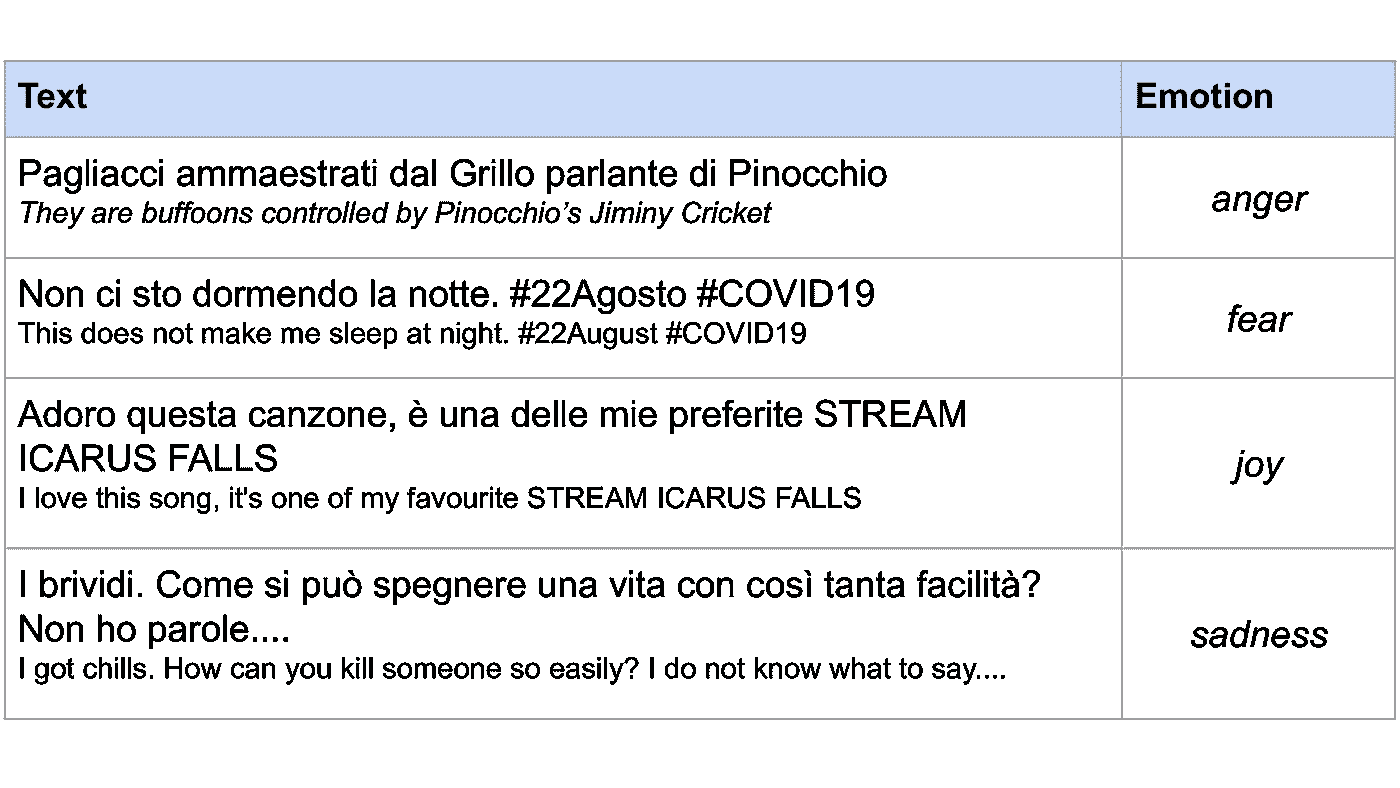 Text
Emotion
Pagliacci ammaestrati dal Grillo parlante di Pinocchio
They are buffoons controlled by Pinocchio’s Jiminy Cricket
anger
Non ci sto dormendo la notte. #22Agosto #COVID19
This does not make me sleep at night. #22August #COVID19
fear
Adoro questa canzone, è una delle mie preferite STREAM
ICARUS FALLS
I love this song, it's one of my favourite STREAM ICARUS FALLS
joy
I brividi. Come si può spegnere una vita con così tanta facilità?
Non ho parole....
I got chills. How can you kill someone so easily? I do not know what to say....
sadness